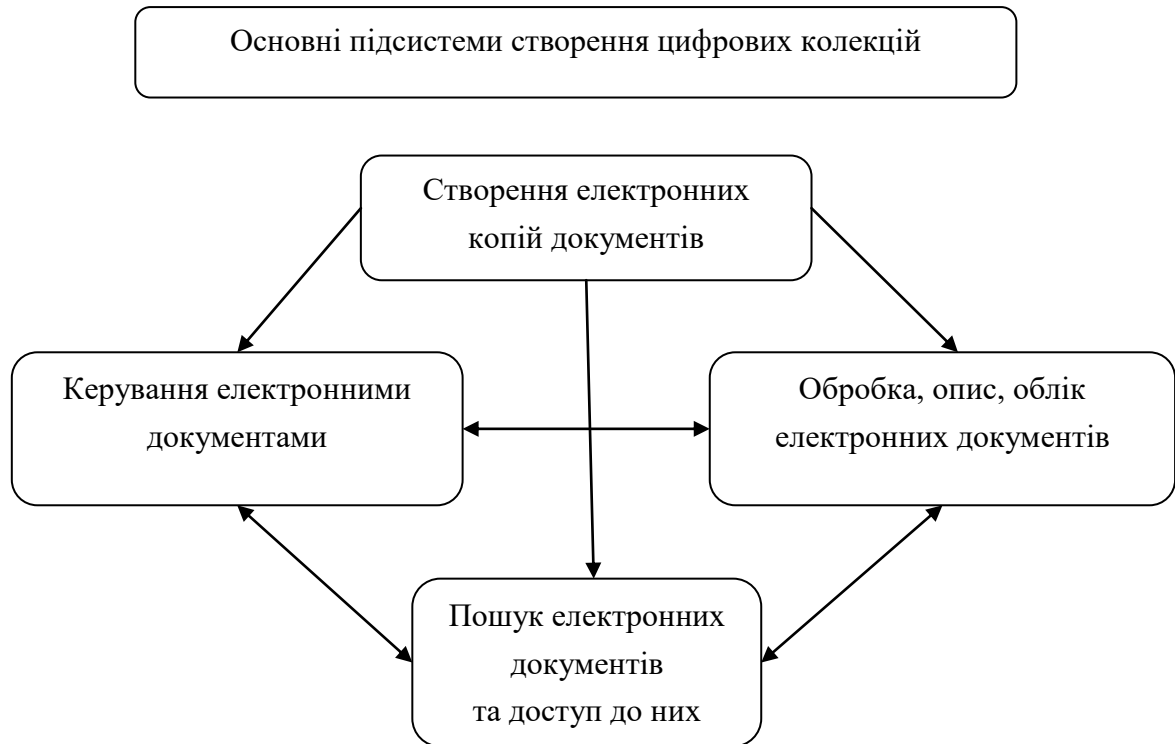 Основні підсистеми створення цифрових колекцій
Створення електронних
копій документів
Керування електронними
документами
Обробка, опис, облік
електронних документів
Пошук електронних
документів
та доступ до них